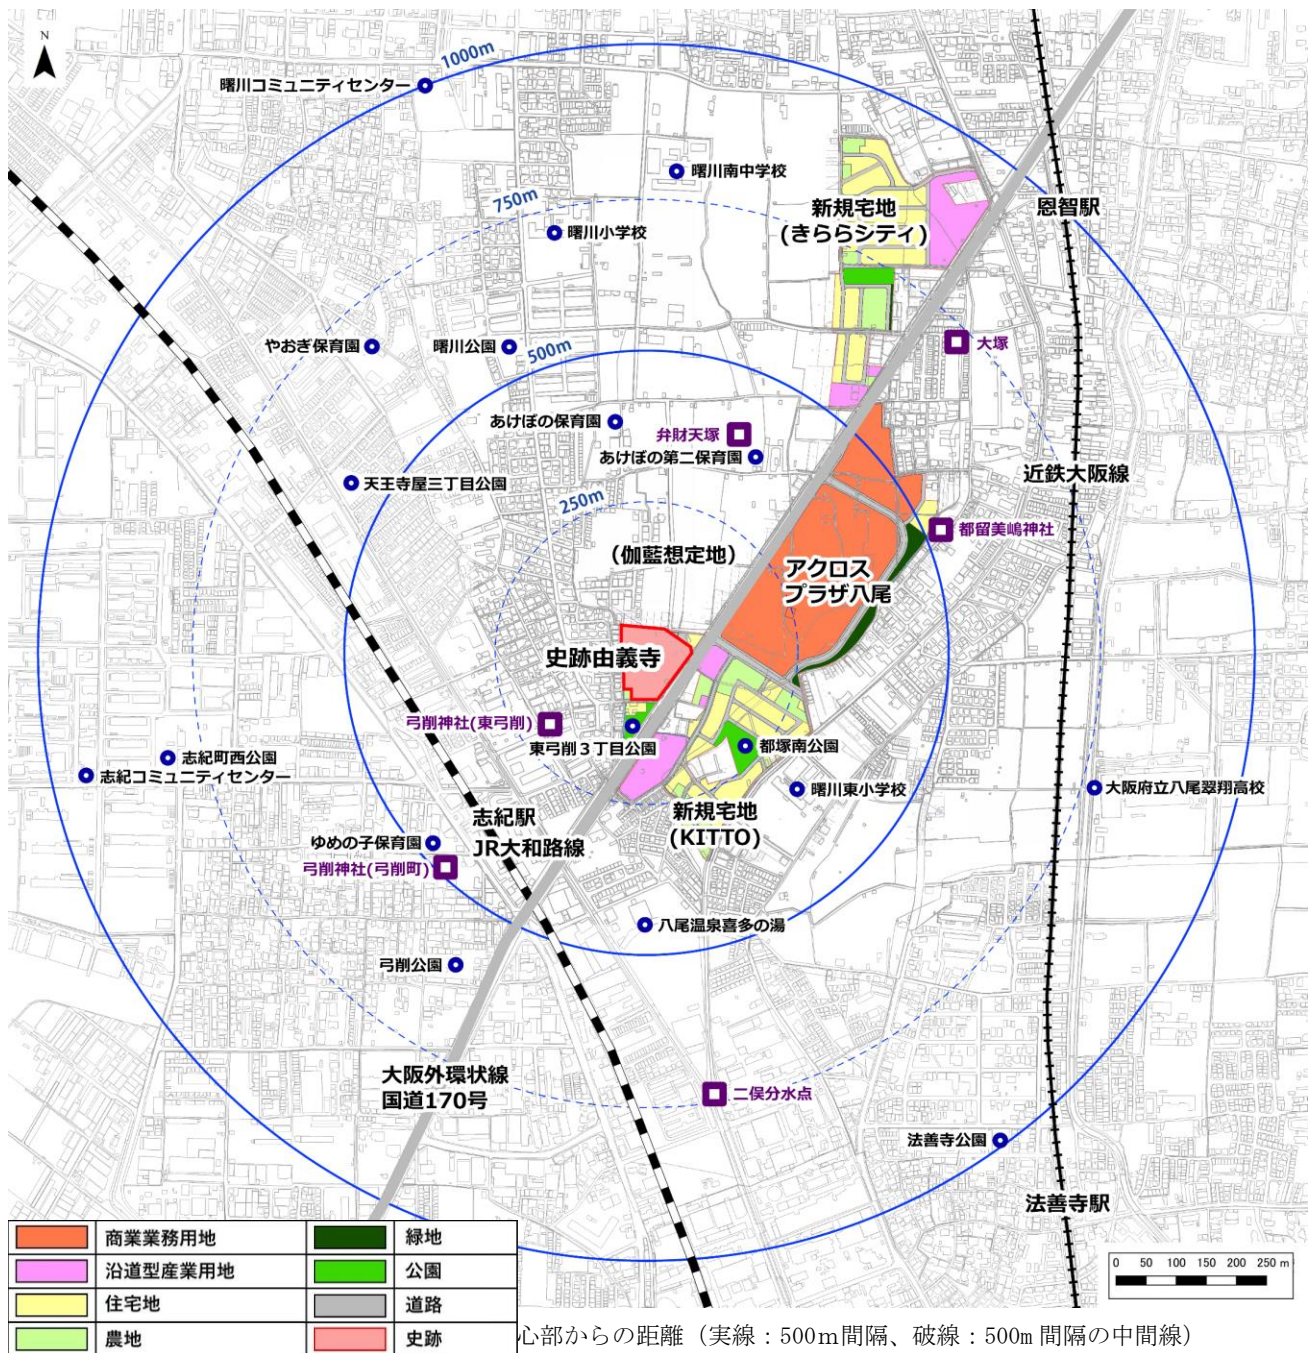 N
1000m
曙川コミュニティセンター
曙川南中学校
750m
新規宅地
(きららシティ)
恩智駅
曙川小学校
やおぎ保育園
曙川公園
500m
大塚
あけぼの保育園
弁財天塚
あけぼの第二保育園
近鉄大阪線
天王寺屋三丁目公園
250m
都留美嶋神社
(伽藍想定地)
アクロス
プラザ八尾
史跡由義寺
弓削神社(東弓削)
東弓削３丁目公園
都塚南公園
志紀町西公園
志紀コミュニティセンター
曙川東小学校
大阪府立八尾翠翔高校
志紀駅
JR大和路線
新規宅地
(KITTO)
ゆめの子保育園
弓削神社(弓削町)
八尾温泉喜多の湯
弓削公園
大阪外環状線
国道170号
二俣分水点
法善寺公園
法善寺駅
商業業務用地
緑地
沿道型産業用地
公園
住宅地
道路
農地
史跡
0 50 100 150 200 250 m
心部からの距離（実線：500ｍ間隔、破線：500m 間隔の中間線）